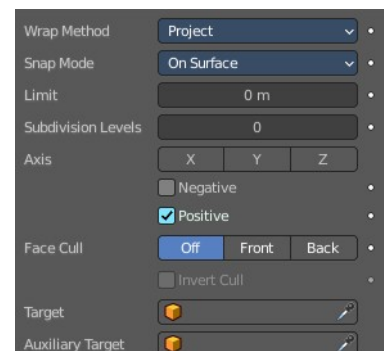 Wrap Method Project
Snap Mode On Surface
Limit 0 m
Subdivision Levels 0
Axis X Y Z
Negative
Positive
Face Cull Off Front Back
Invert Cull
Target
Auxiliary Target